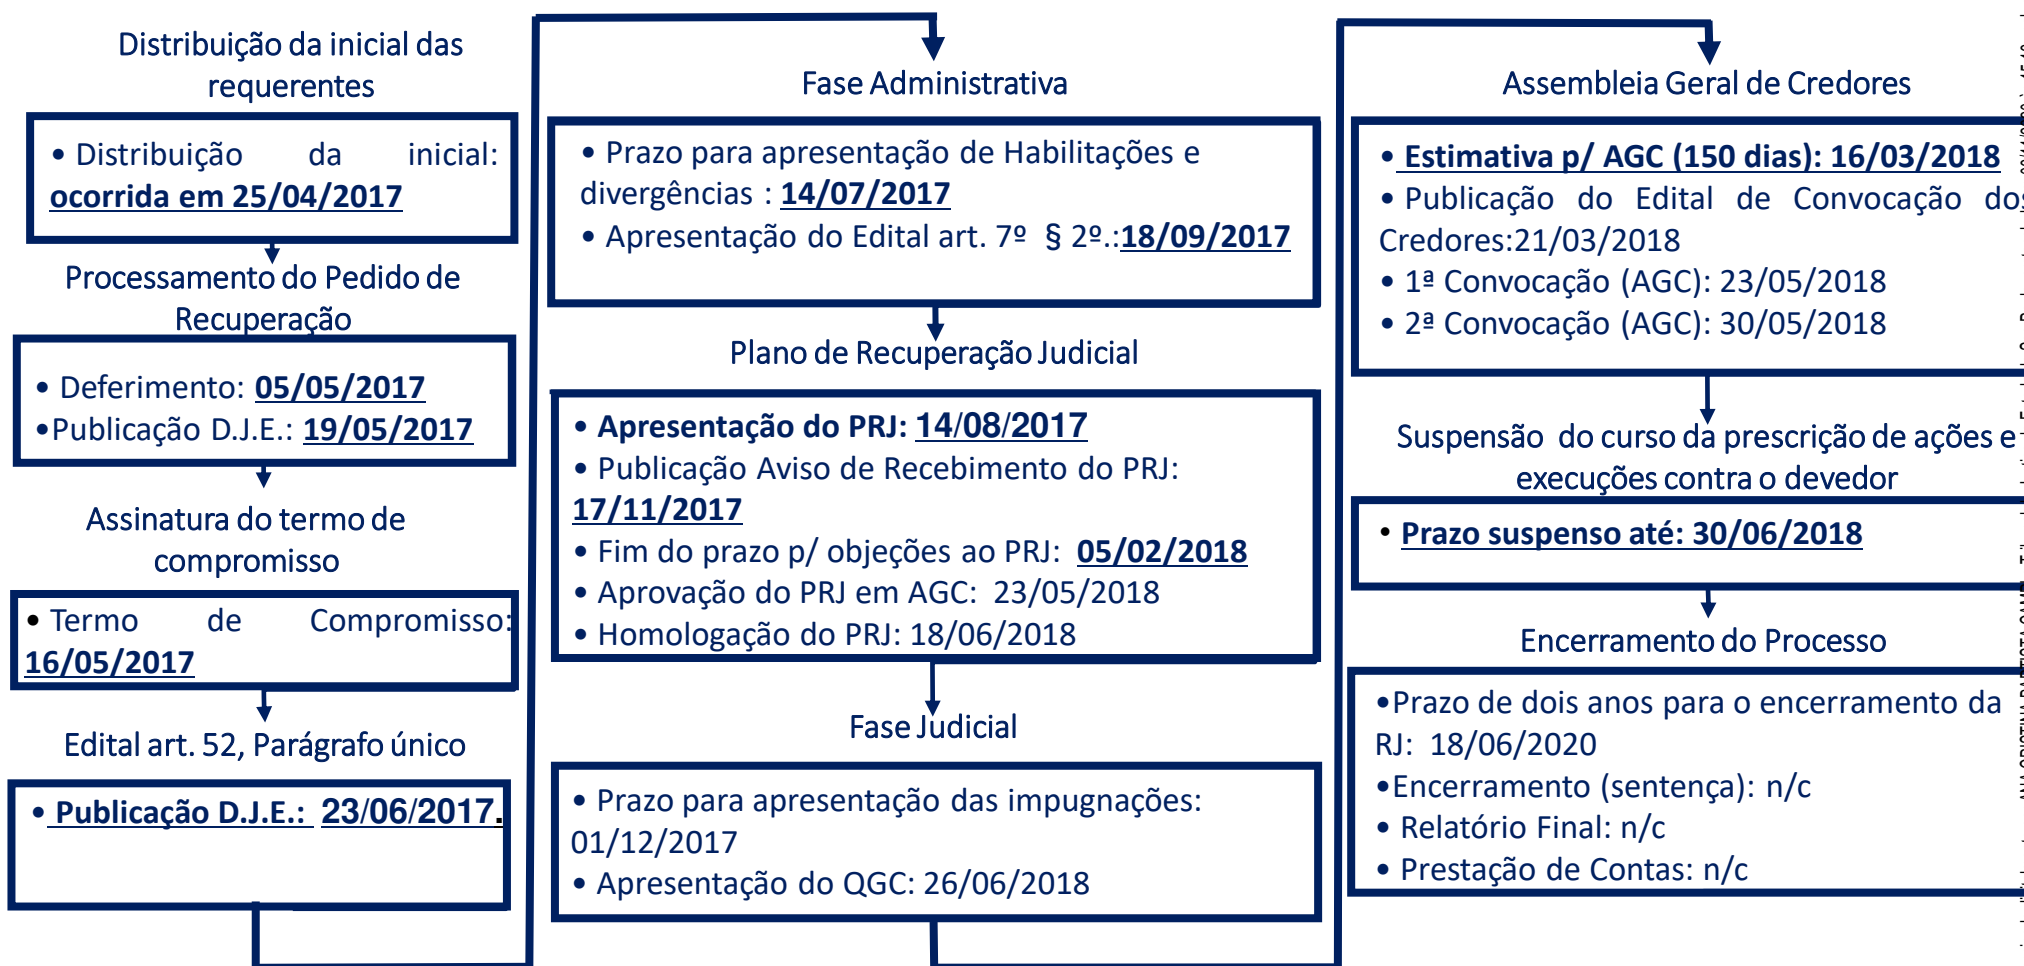 Distribuição da inicial das
requerentes
• Distribuição da inicial:
ocorrida em 25/04/2017
Processamento do Pedido de
Recuperação
• Deferimento: 05/05/2017
•Publicação D.J.E.: 19/05/2017
Assinatura do termo de
compromisso
• Termo de Compromisso:
16/05/2017
Edital art. 52, Parágrafo único
• Publicação D.J.E.: 23/06/2017.
Fase Administrativa
• Prazo para apresentação de Habilitações e
divergências : 14/07/2017
• Apresentação do Edital art. 7º § 2º.:18/09/2017
Plano de Recuperação Judicial
• Apresentação do PRJ: 14/08/2017
• Publicação Aviso de Recebimento do PRJ:
17/11/2017
• Fim do prazo p/ objeções ao PRJ: 05/02/2018
• Aprovação do PRJ em AGC: 23/05/2018
• Homologação do PRJ: 18/06/2018
Fase Judicial
• Prazo para apresentação das impugnações:
01/12/2017
• Apresentação do QGC: 26/06/2018
Assembleia Geral de Credores
• Estimativa p/ AGC (150 dias): 16/03/2018
• Publicação do Edital de Convocação dos
Credores:21/03/2018
• 1ª Convocação (AGC): 23/05/2018
• 2ª Convocação (AGC): 30/05/2018
Suspensão do curso da prescrição de ações e
execuções contra o devedor
• Prazo suspenso até: 30/06/2018
Encerramento do Processo
•Prazo de dois anos para o encerramento da
RJ: 18/06/2020
•Encerramento (sentença): n/c
• Relatório Final: n/c
• Prestação de Contas: n/c